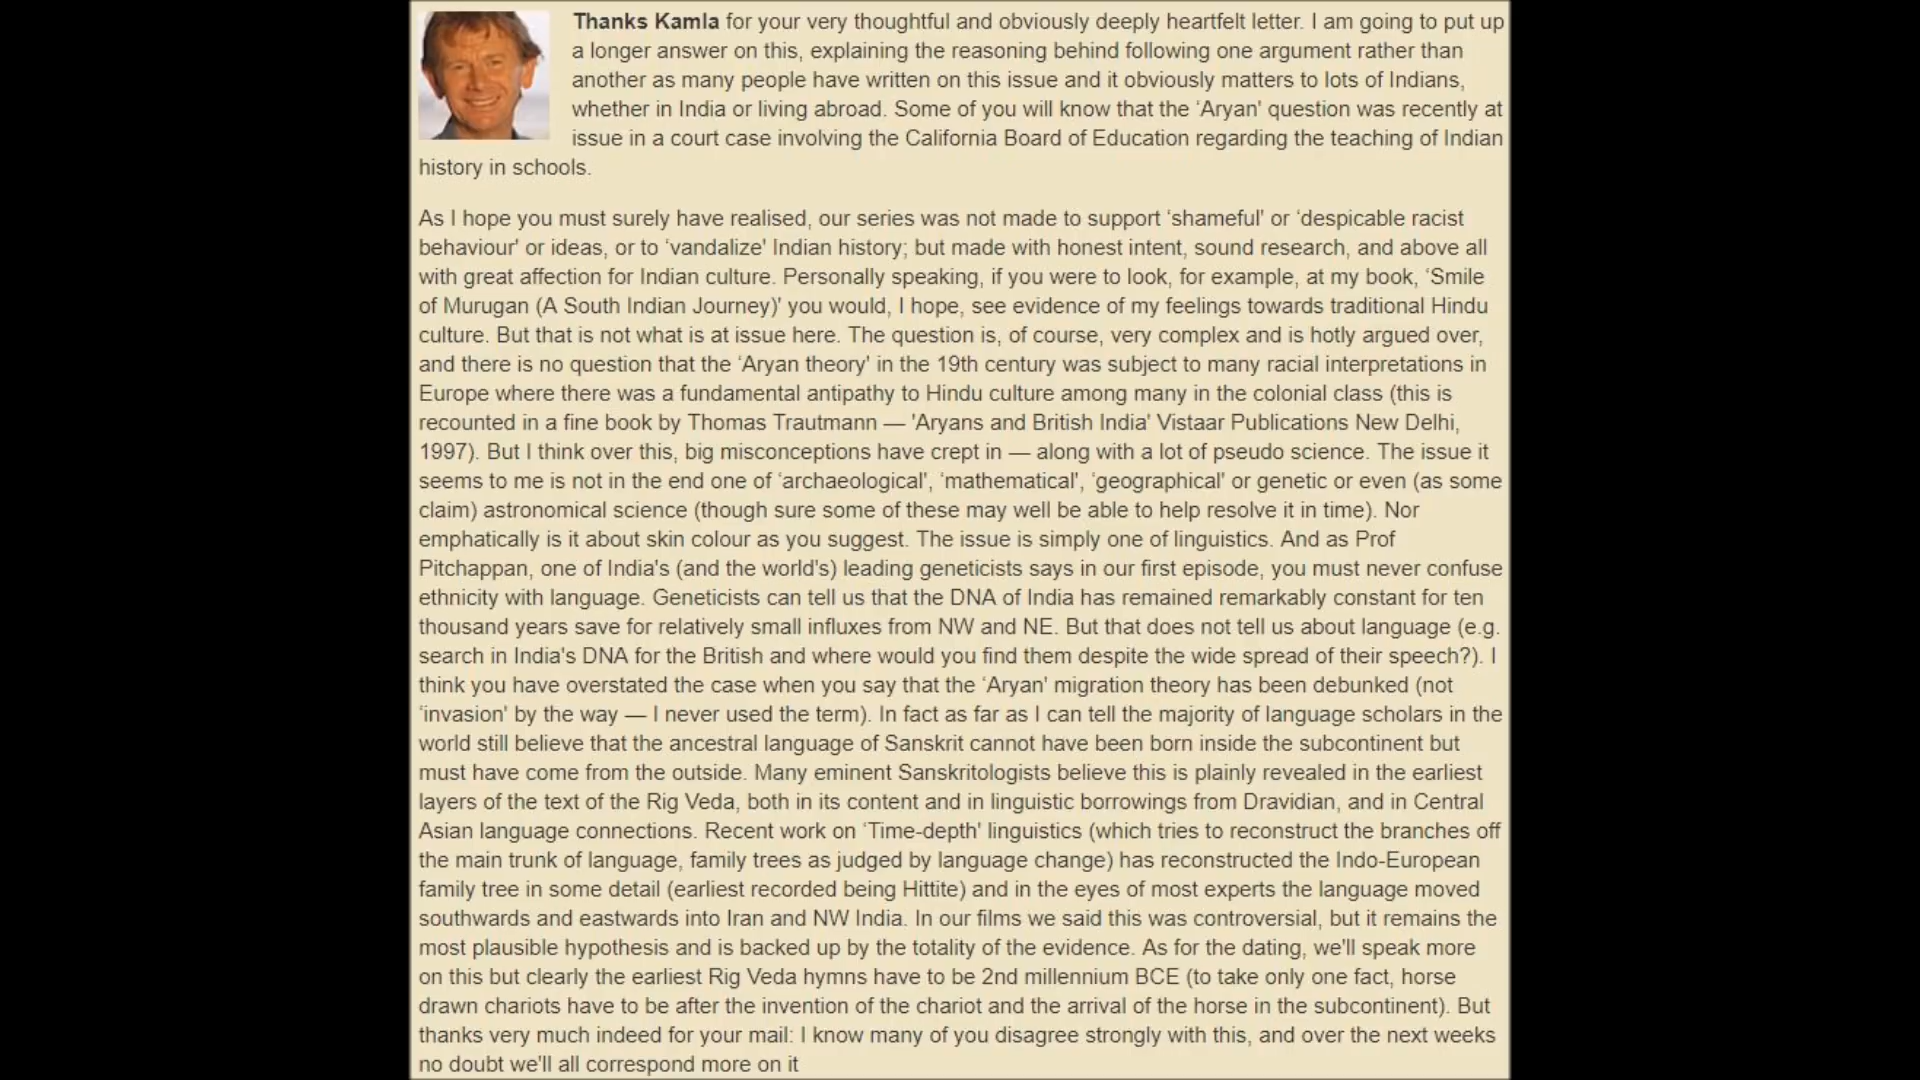 Thanks Kamla for your very thoughtful and obviously deeply heartfelt letter. I am going to put up
a longer answer on this, explaining the reasoning behind following one argument rather than
another as many people have written on this issue and it obviously matters to lots of Indians,
whether in India or living abroad. Some of you will know that the ‘Aryan' question was recently at
issue in a court case involving the California Board of Education regarding the teaching of Indian
history in schools.
As I hope you must surely have realised, our series was not made to support ‘shameful' or ‘despicable racist
behaviour' or ideas, or to ‘vandalize' Indian history; but made with honest intent, sound research, and above all
with great affection for Indian culture. Personally speaking, if you were to look, for example, at my book, ‘Smile
of Murugan (A South Indian Journey)' you would, I hope, see evidence of my feelings towards traditional Hindu
culture. But that is not what is at issue here. The question is, of course, very complex and is hotly argued over,
and there is no question that the ‘Aryan theory' in the 19th century was subject to many racial interpretations in
Europe where there was a fundamental antipathy to Hindu culture among many in the colonial class (this is
recounted in a fine book by Thomas Trautmann — 'Aryans and British India' Vistaar Publications New Delhi,
1997). But I think over this, big misconceptions have crept in — along with a lot of pseudo science. The issue it
seems to me is not in the end one of ‘archaeological', ‘mathematical', ‘geographical' or genetic or even (as some
claim) astronomical science (though sure some of these may well be able to help resolve it in time). Nor
emphatically is it about skin colour as you suggest. The issue is simply one of linguistics. And as Prof
Pitchappan, one of India's (and the world's) leading geneticists says in our first episode, you must never confuse
ethnicity with language. Geneticists can tell us that the DNA of India has remained remarkably constant for ten
thousand years save for relatively small influxes from NW and NE. But that does not tell us about language (e.g.
search in India's DNA for the British and where would you find them despite the wide spread of their speech?). I
think you have overstated the case when you say that the ‘Aryan' migration theory has been debunked (not
‘invasion' by the way — I never used the term). In fact as far as I can tell the majority of language scholars in the
world still believe that the ancestral language of Sanskrit cannot have been born inside the subcontinent but
must have come from the outside. Many eminent Sanskritologists believe this is plainly revealed in the earliest
layers of the text of the Rig Veda, both in its content and in linguistic borrowings from Dravidian, and in Central
Asian language connections. Recent work on ‘Time-depth' linguistics (which tries to reconstruct the branches off
the main trunk of language, family trees as judged by language change) has reconstructed the Indo-European
family tree in some detail (earliest recorded being Hittite) and in the eyes of most experts the language moved
southwards and eastwards into Iran and NW India. In our films we said this was controversial, but it remains the
most plausible hypothesis and is backed up by the totality of the evidence. As for the dating, we'll speak more
on this but clearly the earliest Rig Veda hymns have to be 2nd millennium BCE (to take only one fact, horse
drawn chariots have to be after the invention of the chariot and the arrival of the horse in the subcontinent). But
thanks very much indeed for your mail: I know many of you disagree strongly with this, and over the next weeks
no doubt we'll all correspond more on it